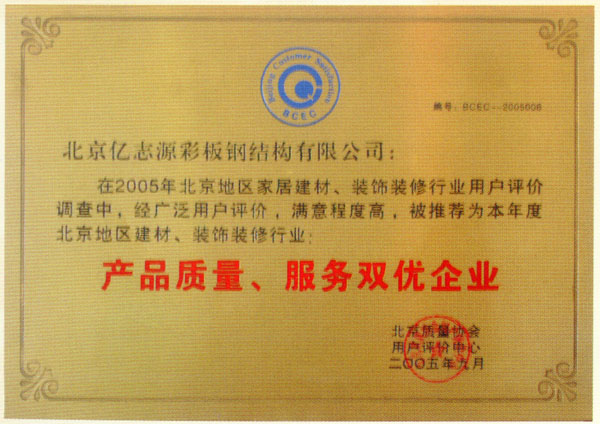 Beijing Customer Satisfaction
BCEC
编号：BCEC--2005006
北京亿志源彩板钢结构有限公司：
在2005年北京地区家居建材、装饰装修行业用户评价
调查中，经广泛用户评价，满意程度高，被推荐为本年度
北京地区建材、装饰装修行业：
产品质量、服务双优企业
北京质量协会
用户评价中心
二〇〇五年九月